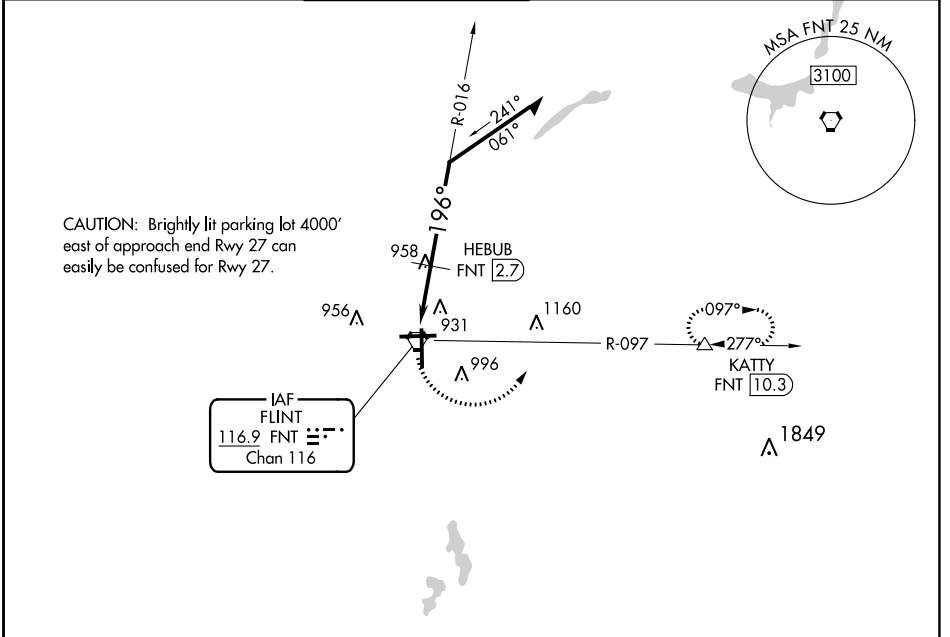 MSA FNT 25 NM
3100
R-016
241°
061°
196°
CAUTION: Brightly lit parking lot 4000'
east of approach end Rwy 27 can
easily be confused for Rwy 27.
958
HEBUB
FNT 2.7
956
931
1160
097°
R-097
277°
KATTY
FNT 10.3
996
IAF
FLINT
116.9 FNT
Chan 116
1849